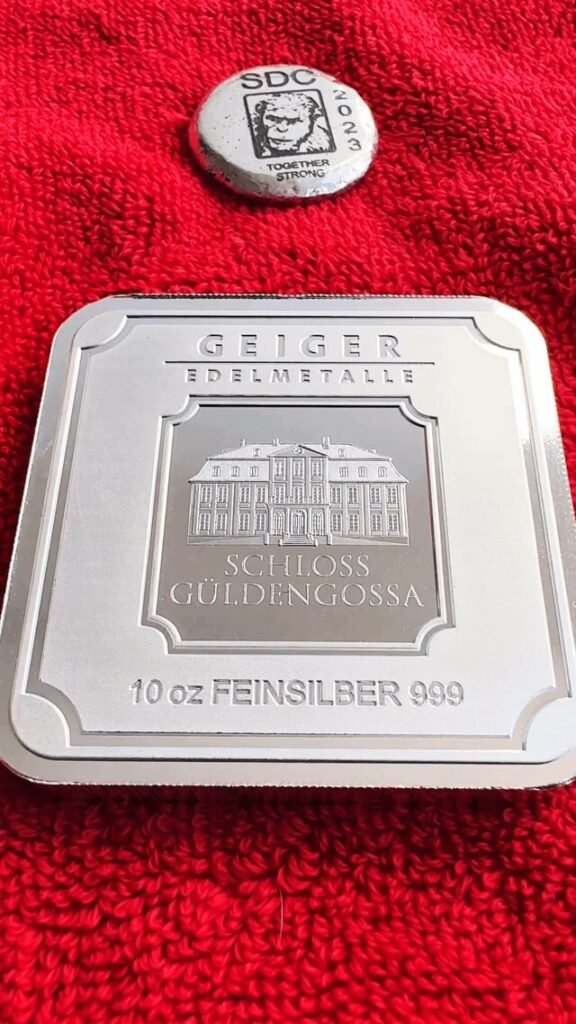 SDC
2023
TOGETHER
STRONG
GEIGER
EDELMETALLE
SCHLOSS
GÜLDENGOSSA
10 oz FEINSILBER 999